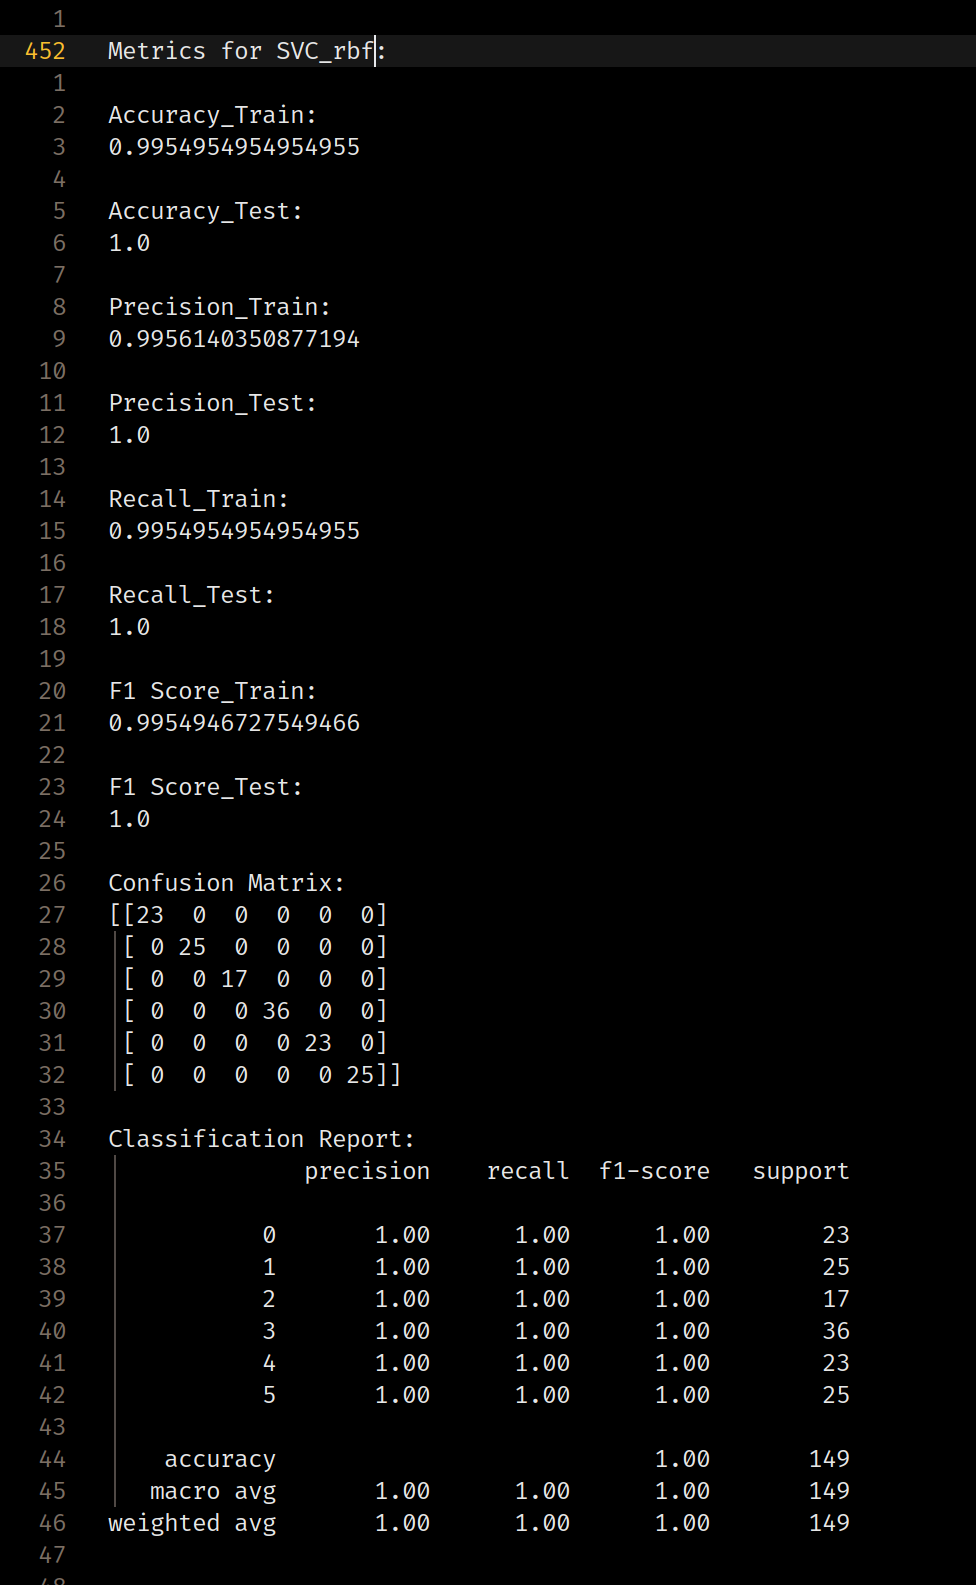 1
452 Metrics for SVC_rbf:
1
2 Accuracy_Train:
3 0.9954954954954955
4
5 Accuracy_Test:
6 1.0
7
8 Precision_Train:
9 0.9956140350877194
10
11 Precision_Test:
12 1.0
13
14 Recall_Train:
15 0.9954954954954955
16
17 Recall_Test:
18 1.0
19
20 F1 Score_Train:
21 0.9954946727549466
22
23 F1 Score_Test:
24 1.0
25
26 Confusion Matrix:
27 [[23  0  0  0  0  0]
28  [ 0 25  0  0  0  0]
29  [ 0  0 17  0  0  0]
30  [ 0  0  0 36  0  0]
31  [ 0  0  0  0 23  0]
32  [ 0  0  0  0  0 25]]
33
34 Classification Report:
35               precision    recall  f1-score   support
36
37            0       1.00      1.00      1.00        23
38            1       1.00      1.00      1.00        25
39            2       1.00      1.00      1.00        17
40            3       1.00      1.00      1.00        36
41            4       1.00      1.00      1.00        23
42            5       1.00      1.00      1.00        25
43
44     accuracy                           1.00       149
45    macro avg       1.00      1.00      1.00       149
46 weighted avg       1.00      1.00      1.00       149
47
48